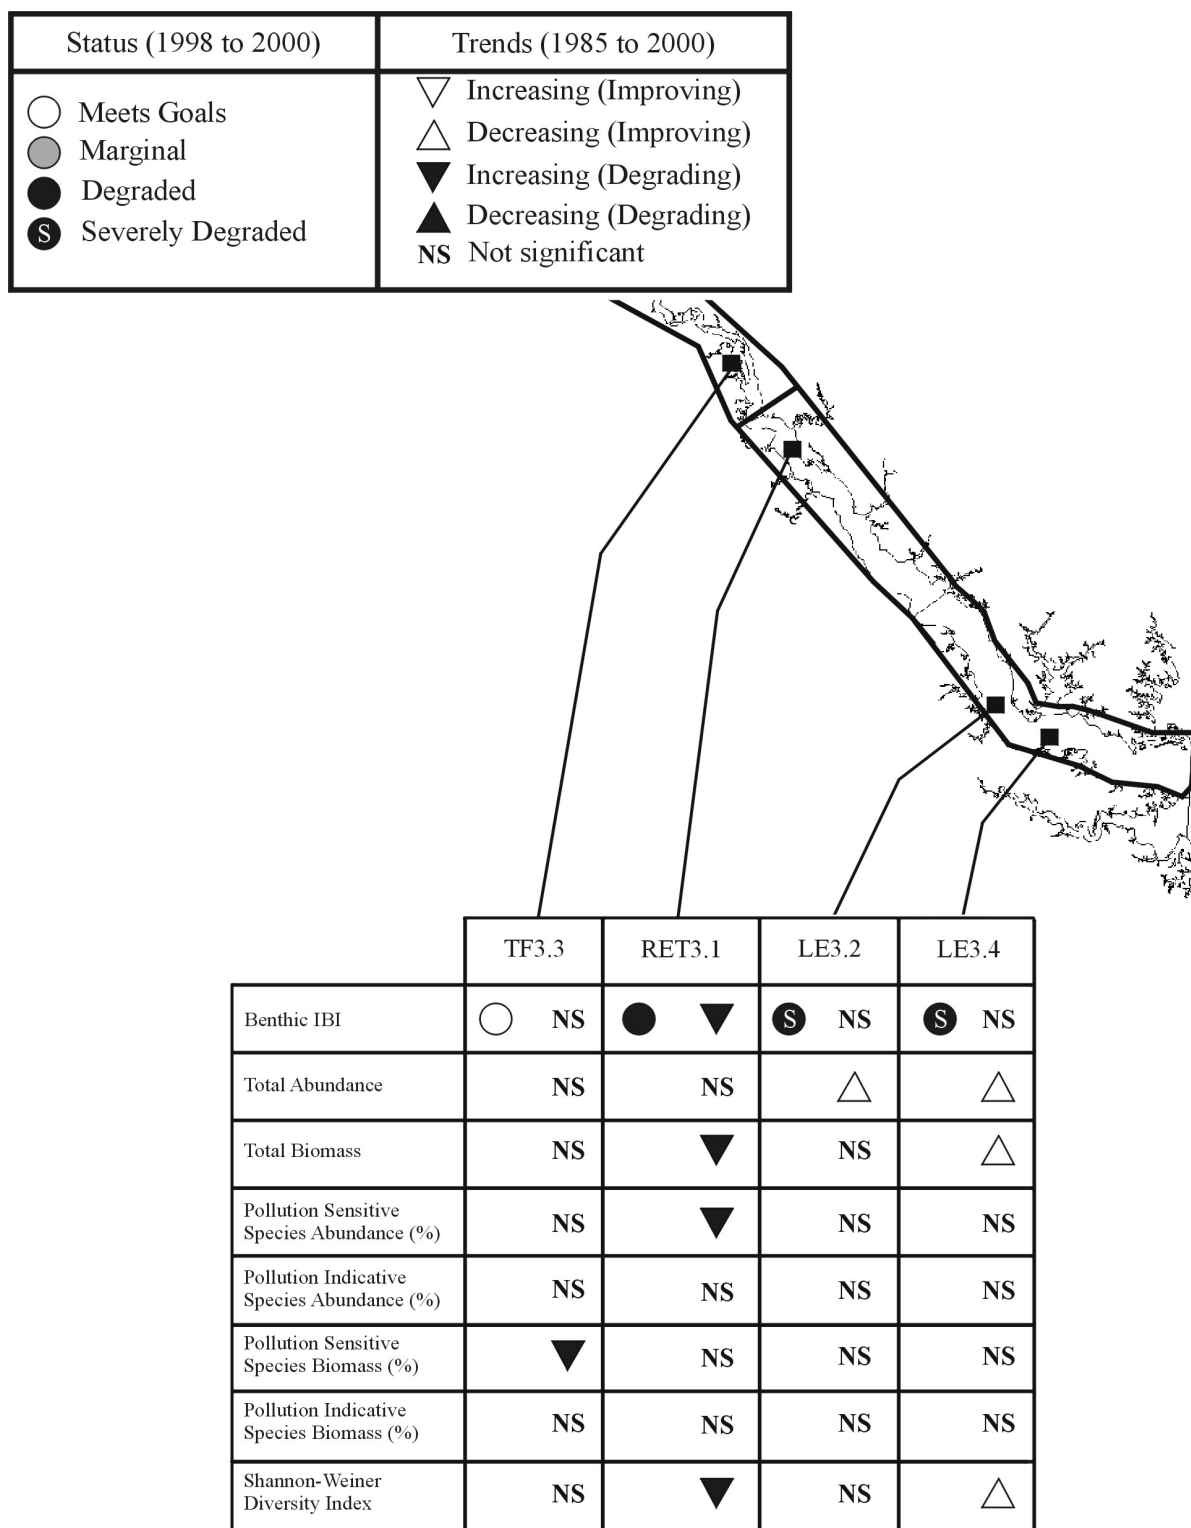 Status (1998 to 2000)
Trends (1985 to 2000)
Meets Goals
Marginal
Degraded
S
Severely Degraded
Increasing (Improving)
Decreasing (Improving)
Increasing (Degrading)
Decreasing (Degrading)
NS Not significant
TF3.3 RET3.1 LE3.2 LE3.4
Benthic IBI NS S NS S NS
Total Abundance NS NS
Total Biomass NS NS
Pollution Sensitive
Species Abundance (%) NS NS NS
Pollution Indicative
Species Abundance (%) NS NS NS NS
Pollution Sensitive
Species Biomass (%) NS NS NS
Pollution Indicative
Species Biomass (%) NS NS NS NS
Shannon-Weiner
Diversity Index NS NS